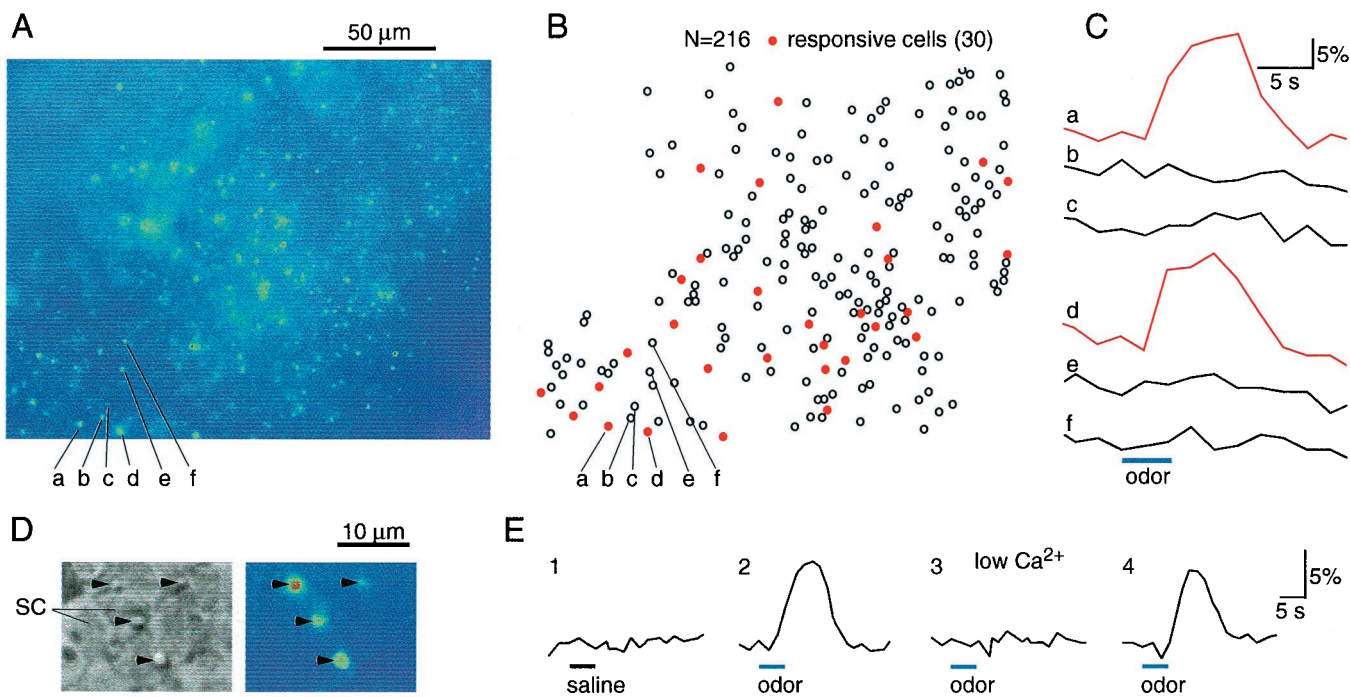 A
50 µm
a b c d e f
B
N=216 responsive cells (30)
a b c d e f
C
5%
5 s
a
b
c
d
e
f
odor
D
10 µm
SC
E
1
2
3
low Ca²⁺
4
5%
5 s
saline
odor
odor
odor